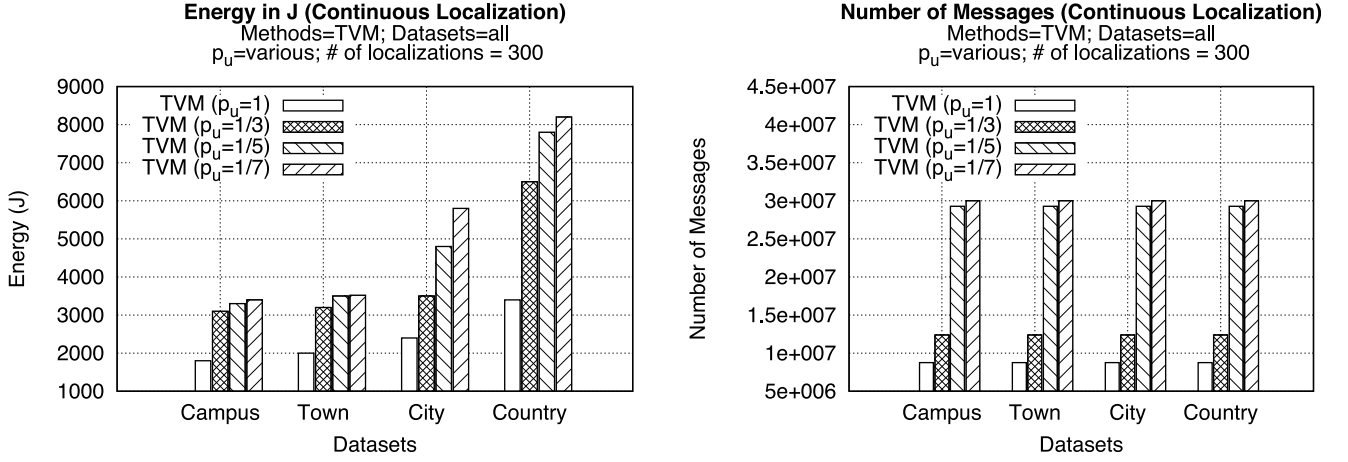 Energy in J (Continuous Localization)
Methods=TVM; Datasets=all
pu=various; # of localizations = 300
9000
8000
7000
6000
5000
4000
3000
2000
1000
Energy (J)
TVM (pu=1)
TVM (pu=1/3)
TVM (pu=1/5)
TVM (pu=1/7)
Campus Town City Country
Datasets
Number of Messages (Continuous Localization)
Methods=TVM; Datasets=all
pu=various; # of localizations = 300
4.5e+007
4e+007
3.5e+007
3e+007
2.5e+007
2e+007
1.5e+007
1e+007
5e+006
Number of Messages
TVM (pu=1)
TVM (pu=1/3)
TVM (pu=1/5)
TVM (pu=1/7)
Campus Town City Country
Datasets